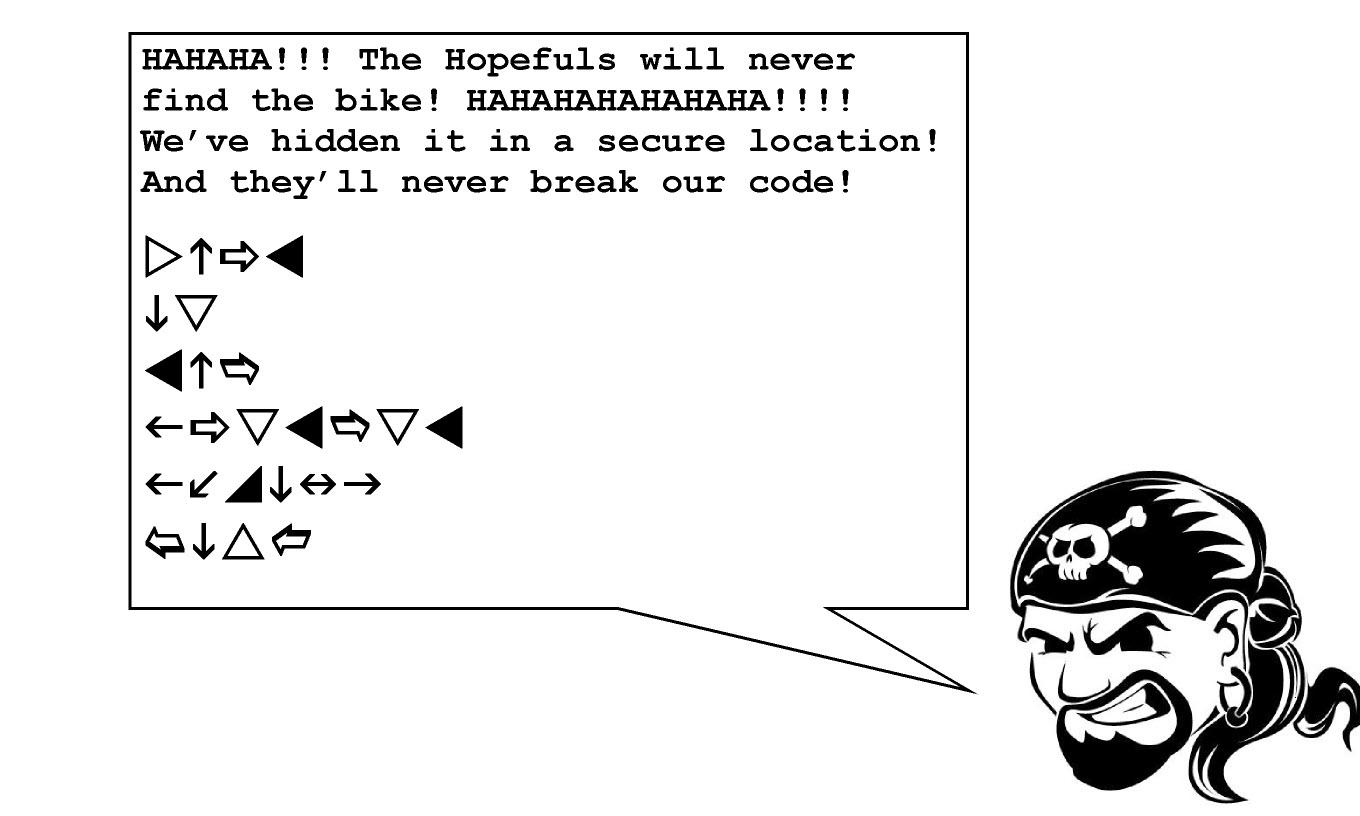 HAHAHA!!! The Hopefuls will never
find the bike! HAHAHAHAHAHAHA!!!!
We’ve hidden it in a secure location!
And they’ll never break our code!
▷↑⇨◀
↓▽
◀↑➩
←⇨▽◀➩▽◀
←↙◢↓↔→
⬂↓△⬃